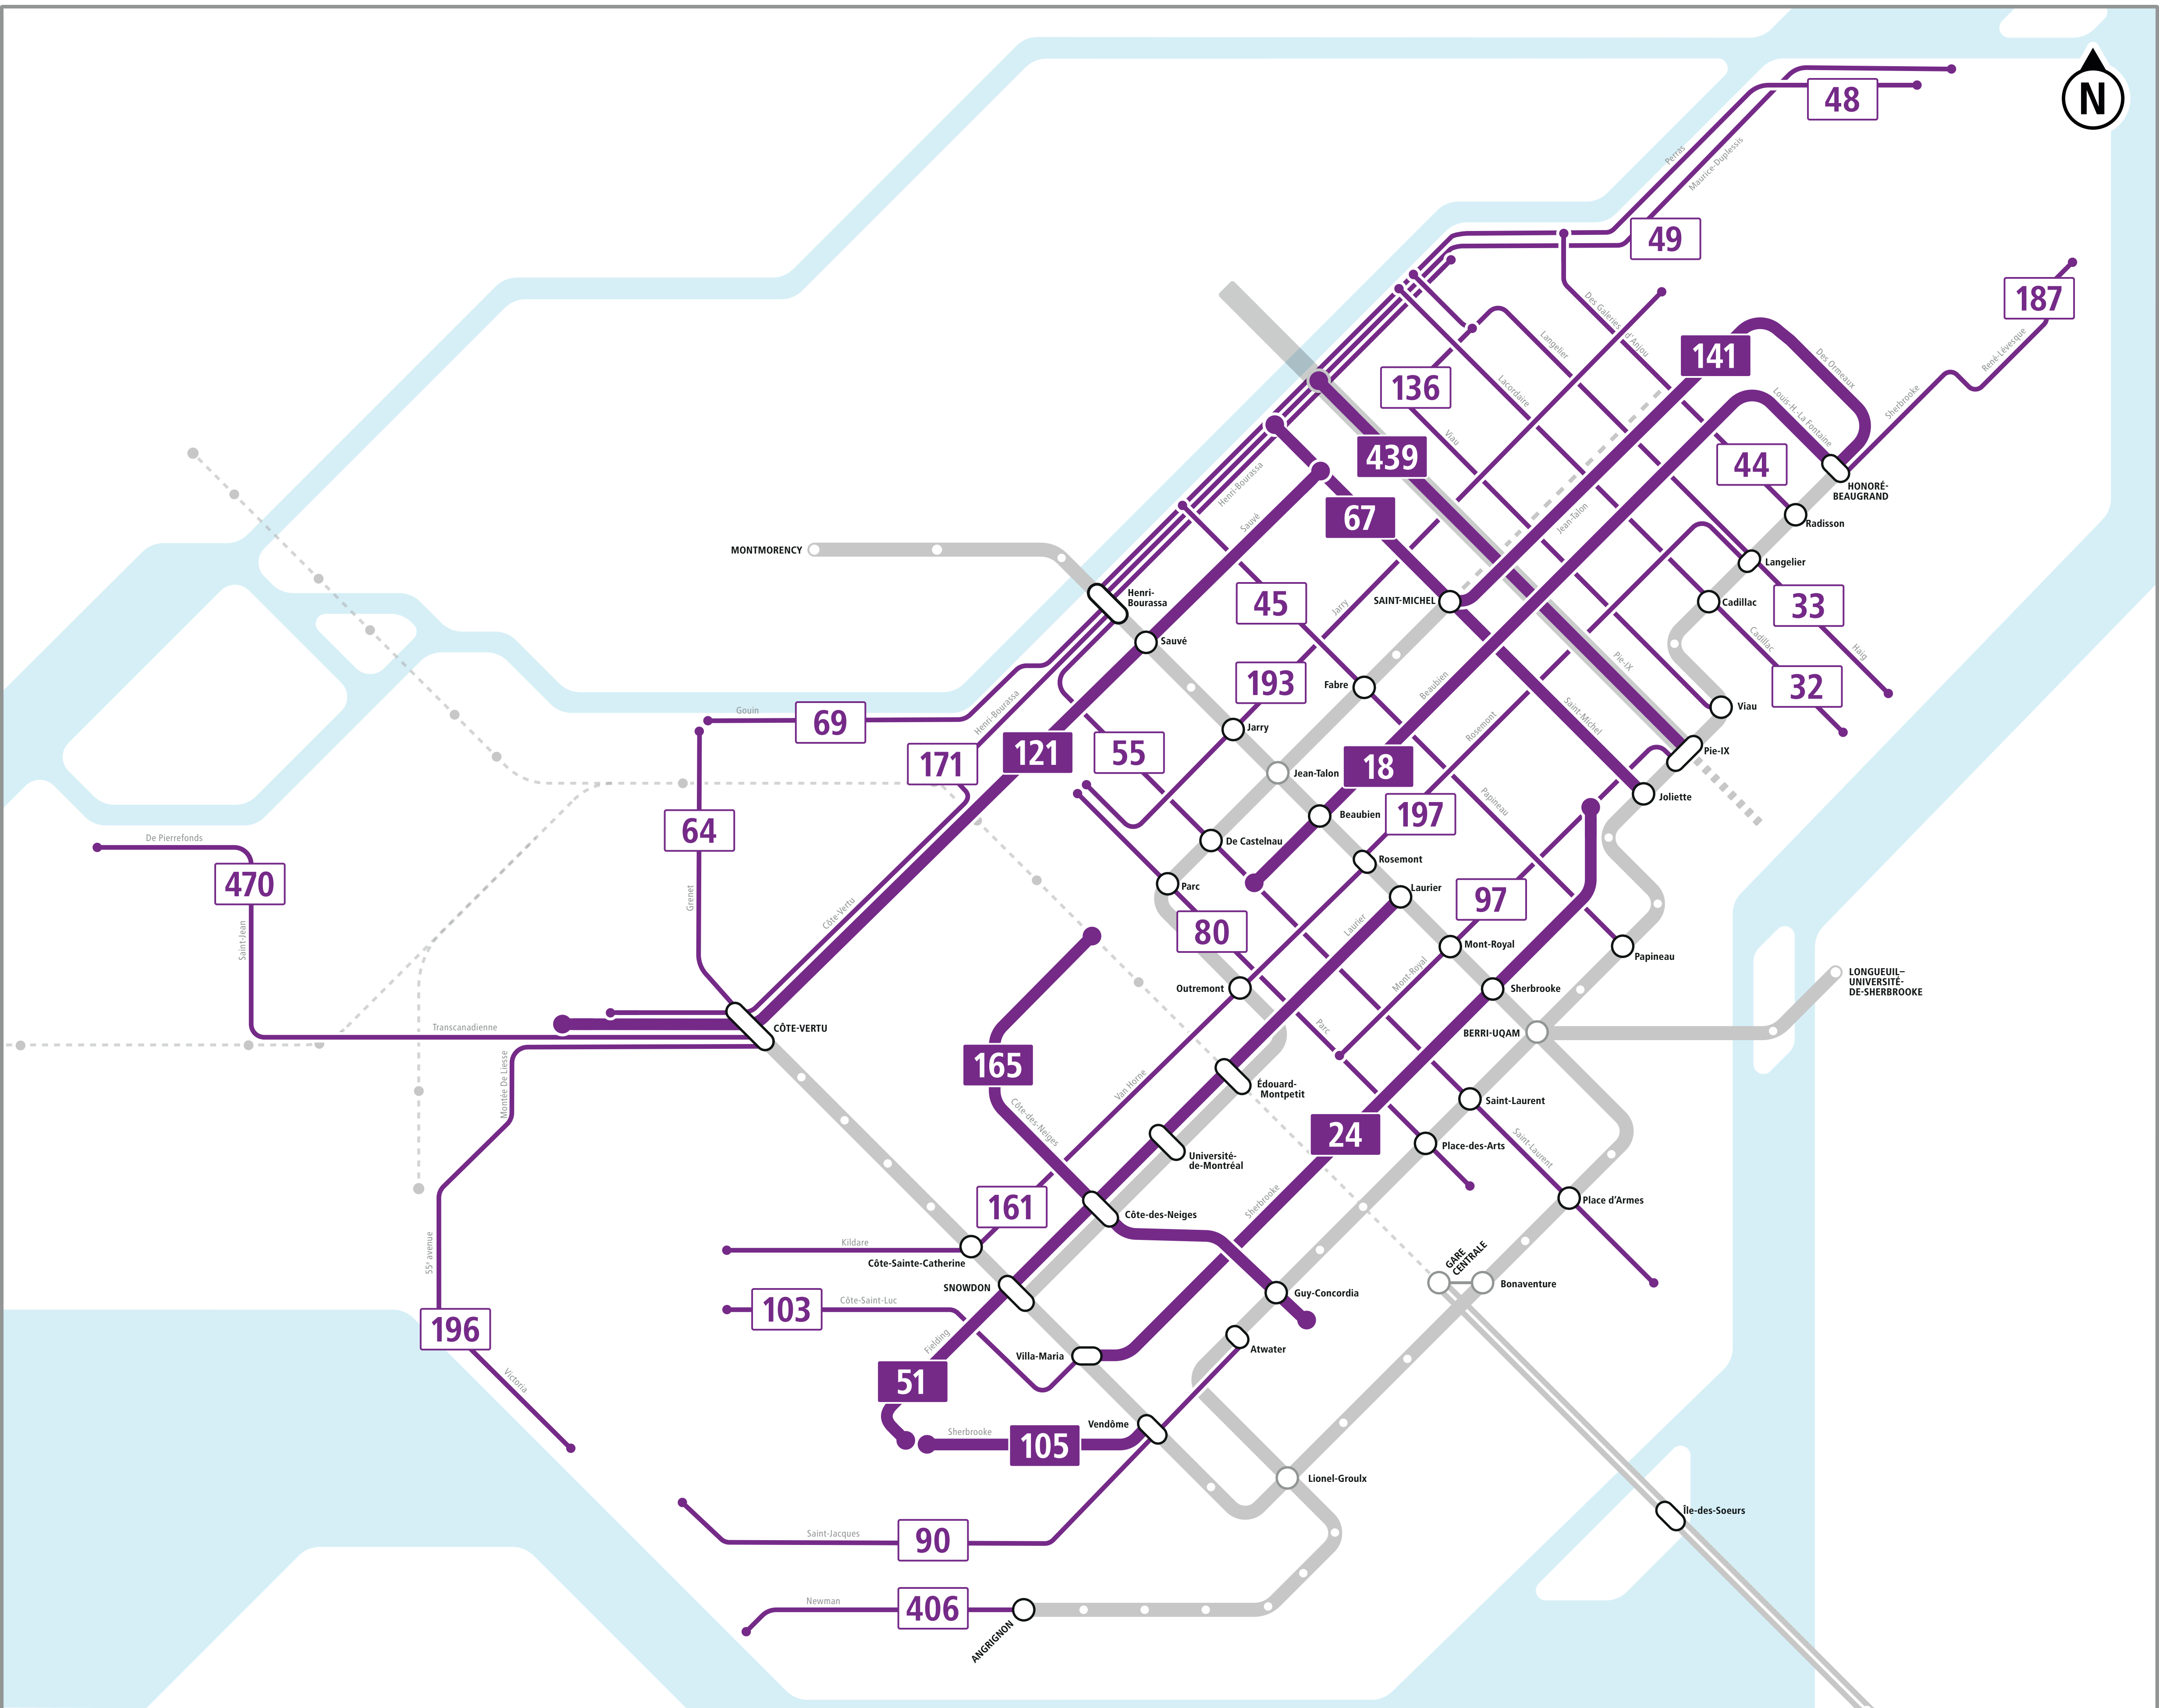 N
48
Perras
Maurice-Duplessis
49
187
Des Galeries d'Anjou
René-Lévesque
Langelier
141
Des Ormeaux
136
Lacordaire
Louis-H.-La Fontaine
Sherbrooke
Viau
439
44
Henri-Bourassa
HONORÉ-
BEAUGRAND
Sauvé
67
Jean-Talon
Radisson
MONTMORENCY
Langelier
Henri-
Bourassa
45
Jarry
SAINT-MICHEL
Cadillac
33
Sauvé
Cadillac
Haig
Pie-IX
193
Fabre
Beaubien
32
Gouin
69
Henri-Bourassa
Saint-Michel
Viau
Jarry
Rosemont
171
121
55
Pie-IX
Jean-Talon
18
Joliette
Papineau
64
Beaubien
197
De Pierrefonds
De Castelnau
470
Rosemont
Parc
Laurier
Grenet
Côte-Vertu
97
80
Laurier
Saint-Jean
Mont-Royal
Papineau
Mont-Royal
LONGUEUIL–
UNIVERSITÉ-
DE-SHERBROOKE
Outremont
Sherbrooke
Transcanadienne
CÔTE-VERTU
Parc
BERRI-UQAM
165
Montée De Liesse
Édouard-
Montpetit
Van Horne
Saint-Laurent
Côte-des-Neiges
24
Place-des-Arts
Saint-Laurent
Université-
de-Montréal
161
Sherbrooke
Place d'Armes
Côte-des-Neiges
55e avenue
Kildare
Côte-Sainte-Catherine
GARE
CENTRALE
SNOWDON
Bonaventure
Guy-Concordia
103
Côte-Saint-Luc
196
Fielding
Villa-Maria
Atwater
Victoria
51
Vendôme
Sherbrooke
105
Lionel-Groulx
Île-des-Soeurs
Saint-Jacques
90
Newman
406
ANGRIGNON